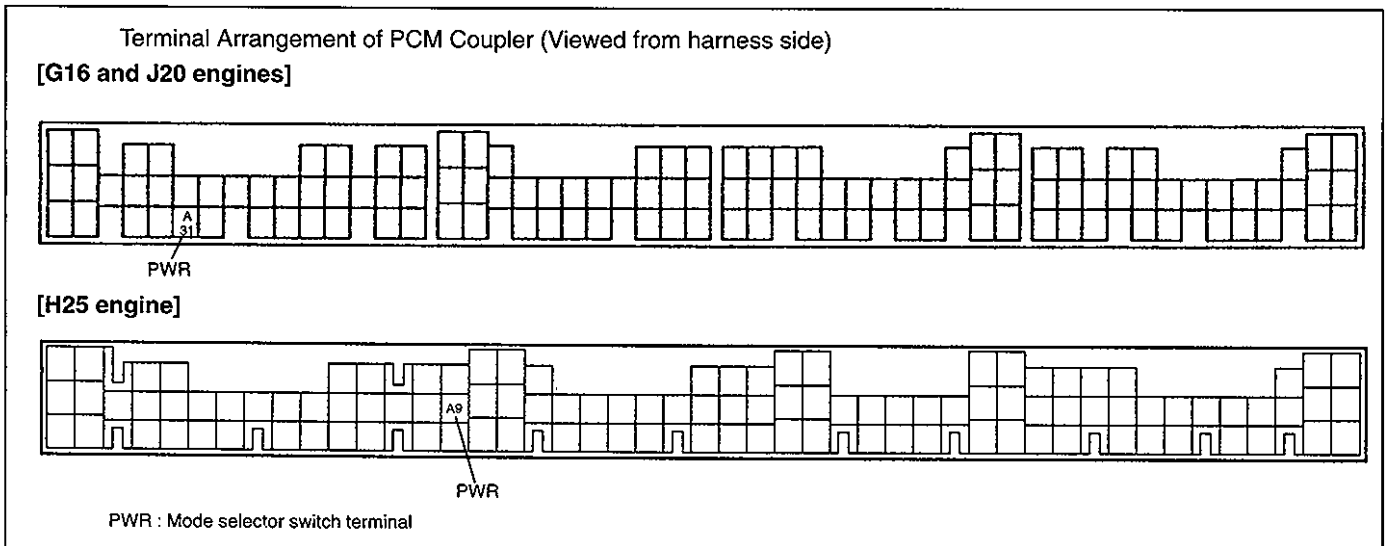 Terminal Arrangement of PCM Coupler (Viewed from harness side)
[G16 and J20 engines]
A
31
PWR
[H25 engine]
A9
PWR
PWR : Mode selector switch terminal